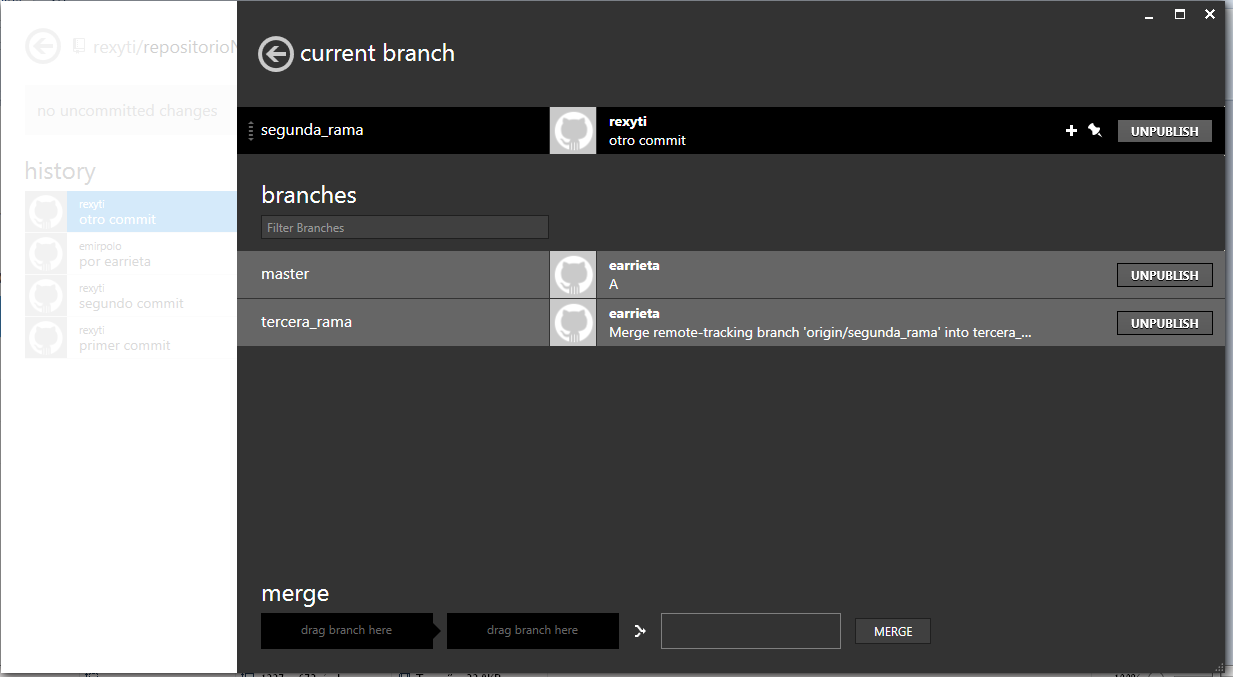 rexyti/repositorioN
no uncommitted changes
history
rexyti
otro commit
emirpolo
por earrieta
rexyti
segundo commit
rexyti
primer commit
current branch
segunda_rama
rexyti
otro commit
UNPUBLISH
branches
Filter Branches
master
earrieta
A
UNPUBLISH
tercera_rama
earrieta
Merge remote-tracking branch 'origin/segunda_rama' into tercera_...
UNPUBLISH
merge
drag branch here
drag branch here
MERGE